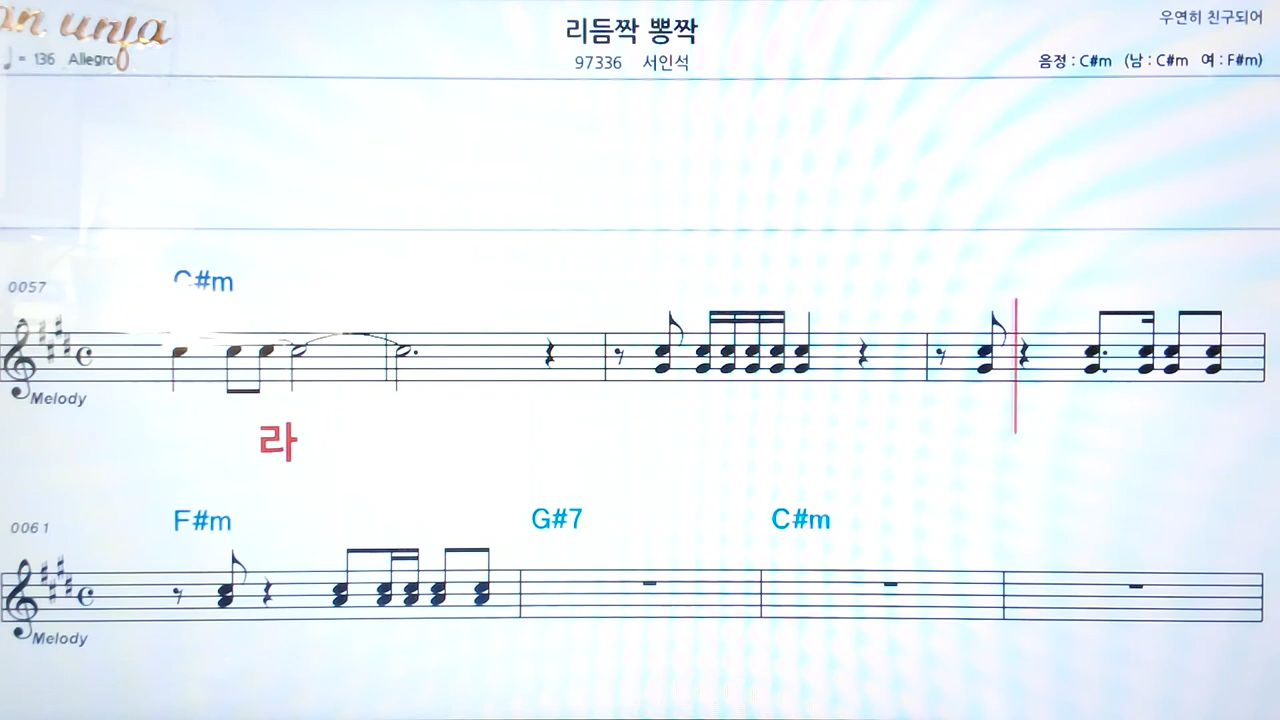 리듬짝 뽕짝
우연히 친구되어
♩= 136 Allegro
97336 서인석
음정 : C#m (남 : C#m 여 : F#m)
C#m
0057
Melody
라
F#m G#7 C#m
0061
Melody